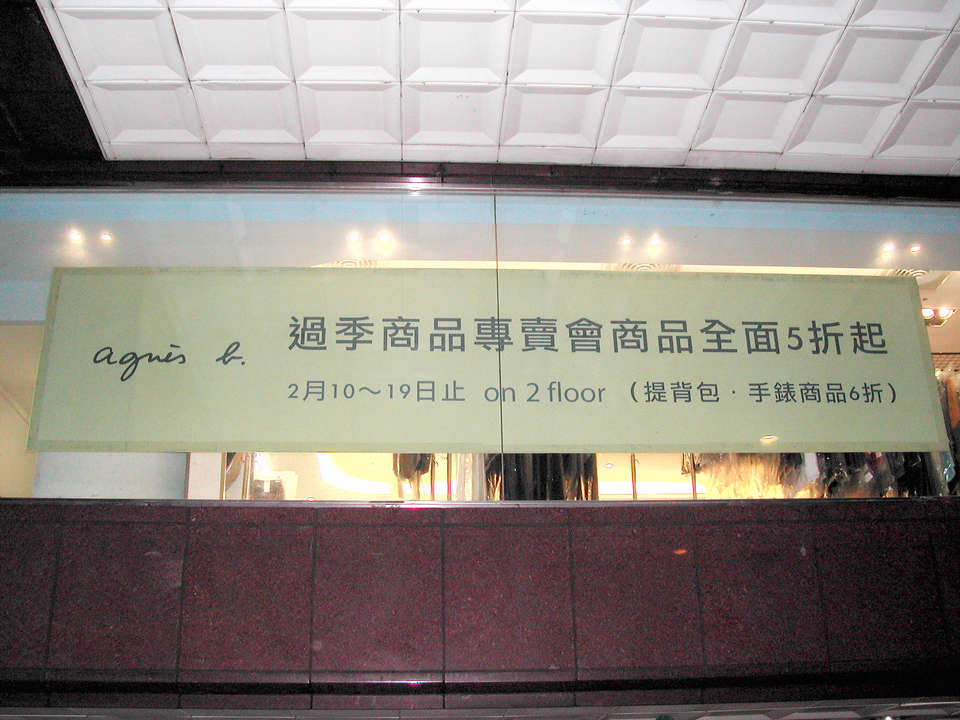 agnès b.
過季商品專賣會商品全面5折起
2月10～19日止 on 2 floor （提背包‧手錶商品6折）